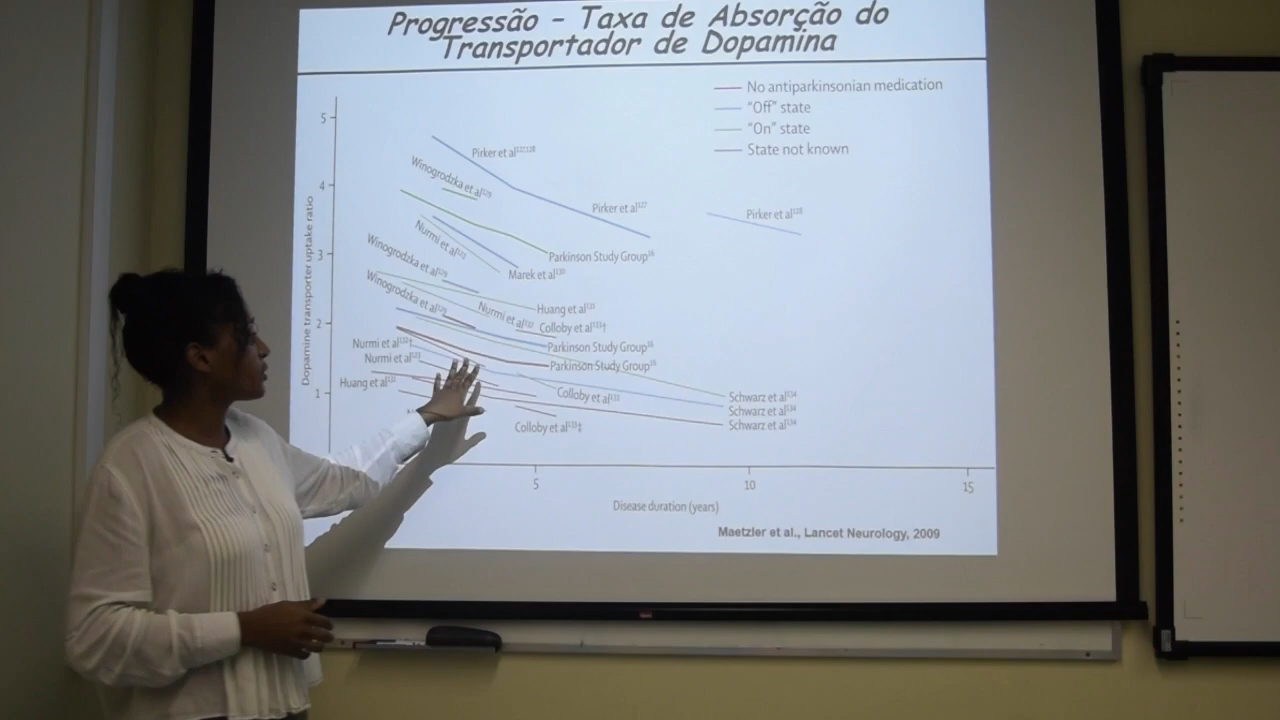 Progressão - Taxa de Absorção do
Transportador de Dopamina
No antiparkinsonian medication
"Off" state
"On" state
State not known
Dopamine transporter uptake ratio
5
4
3
2
1
Pirker et al
Winogrodzka et al
Pirker et al
Pirker et al
Nurmi et al
Parkinson Study Group
Winogrodzka et al
Marek et al
Winogrodzka et al
Nurmi et al
Huang et al
Colloby et al
Nurmi et al
Parkinson Study Group
Nurmi et al
Parkinson Study Group
Huang et al
Colloby et al
Schwarz et al
Schwarz et al
Schwarz et al
Colloby et al
5
10
15
Disease duration (years)
Maetzler et al., Lancet Neurology, 2009